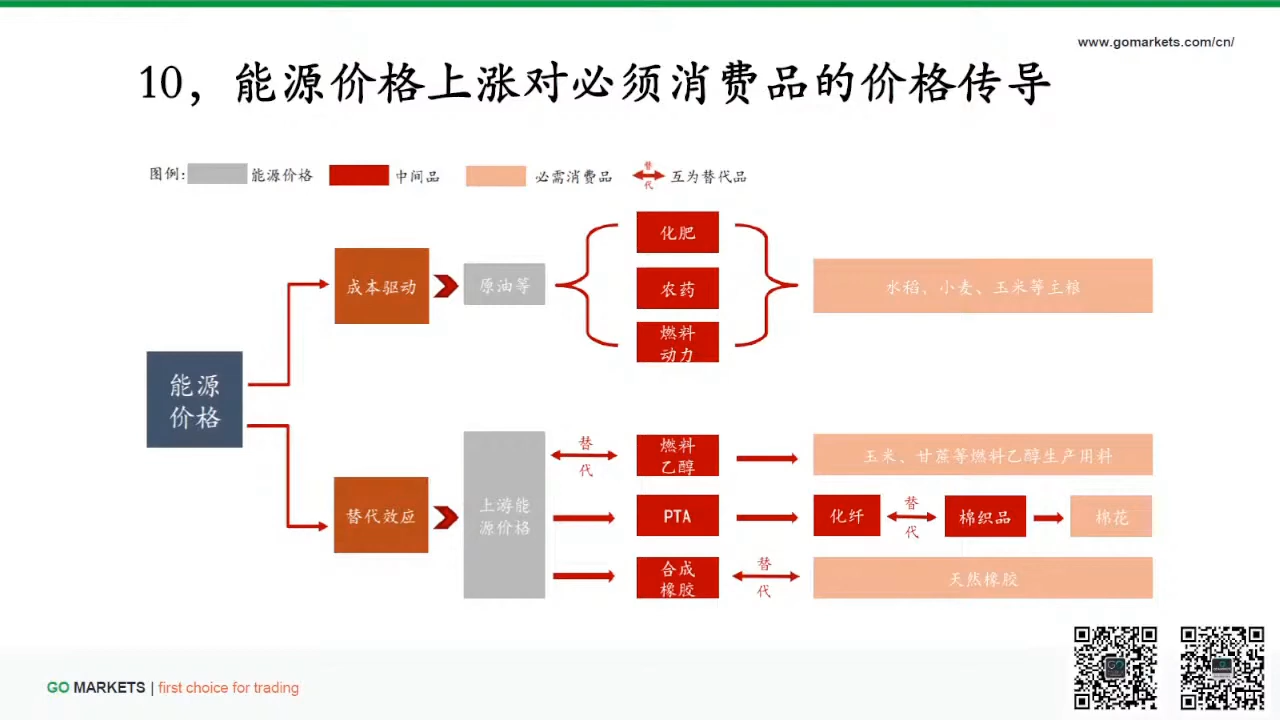 www.gomarkets.com/cn/
10，能源价格上涨对必须消费品的价格传导
图例:
能源价格
中间品
必需消费品
替
代
互为替代品
能源
价格
成本驱动
原油等
化肥
农药
燃料
动力
水稻、小麦、玉米等主粮
替代效应
上游能
源价格
替
代
燃料
乙醇
玉米、甘蔗等燃料乙醇生产用料
PTA
化纤
替
代
棉织品
棉花
合成
橡胶
替
代
天然橡胶
GO MARKETS | first choice for trading